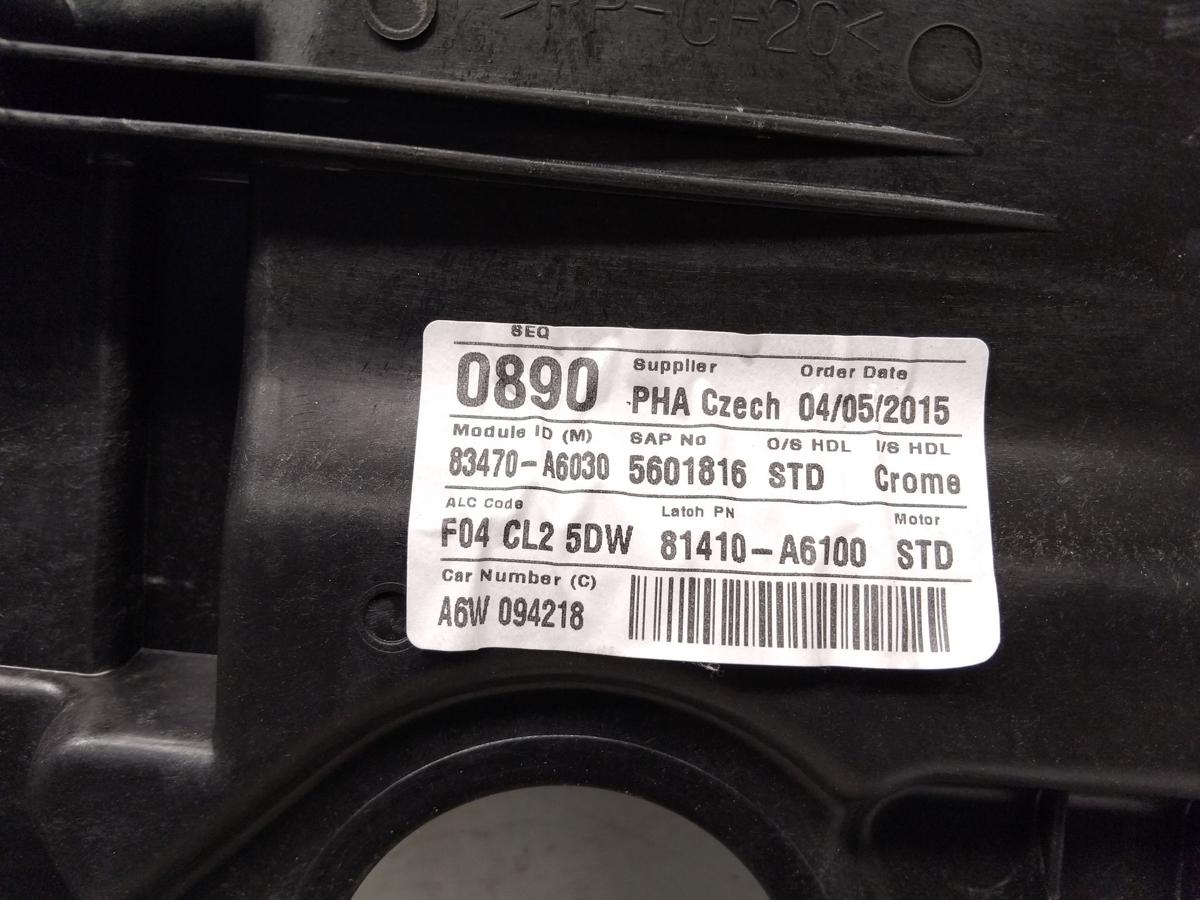 >PP-GF20<
SEQ
0890 Supplier Order Date
PHA Czech 04/05/2015
Module ID (M) SAP No O/S HDL I/S HDL
83470-A6030 5601816 STD Crome
ALC Code Latch PN Motor
F04 CL2 5DW 81410-A6100 STD
Car Number (C)
A6W 094218